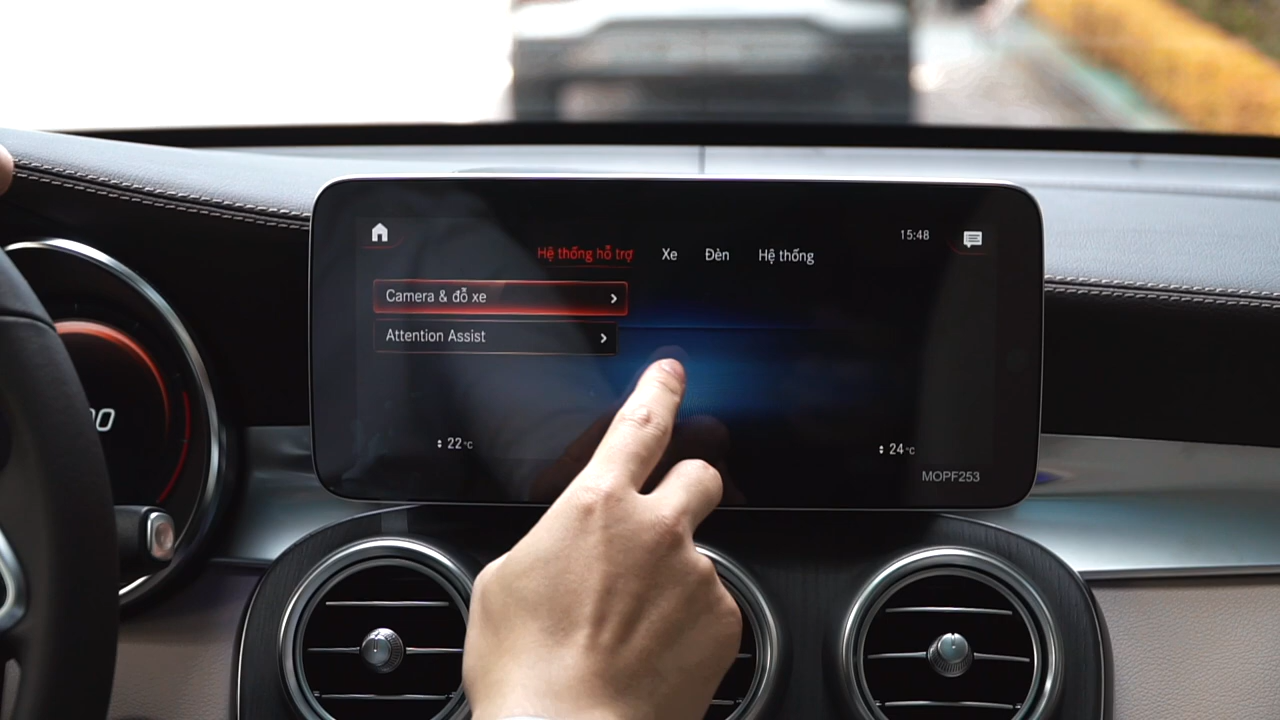 15:48
Hệ thống hỗ trợ Xe Đèn Hệ thống
Camera & đỗ xe
Attention Assist
22°C
24°C
MOPF253